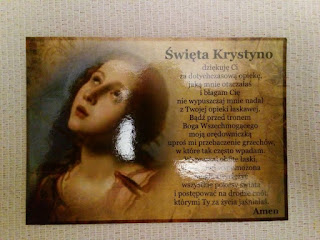 Święta Krystyno
dziękuję Ci
za dotychczasową opiekę,
jaką mnie otaczałaś
i błagam Cię
nie wypuszczaj mnie nadal
z Twojej opieki łaskawej.
Bądź przed tronem
Boga Wszechmogącego
moją orędowniczką
uproś mi przebaczenie grzechów,
w które tak często wpadam.
łaski,
oraz
wszystkie pokusy świata
i postępować na drodze cnót,
którymi Ty za życia jaśniałaś.
Amen